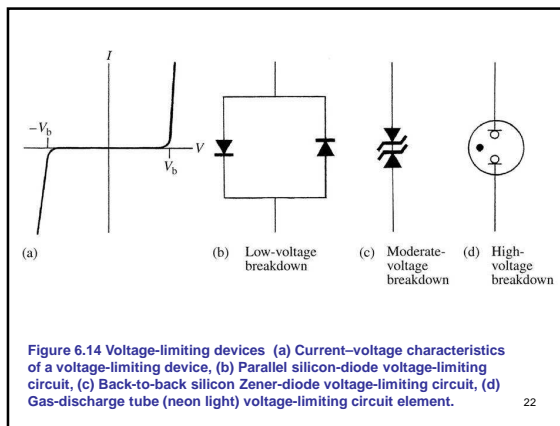 I
−Vb
V
Vb
(a)
(b) Low-voltage
breakdown
(c) Moderate-
voltage
breakdown
(d) High-
voltage
breakdown
Figure 6.14 Voltage-limiting devices (a) Current–voltage characteristics
of a voltage-limiting device, (b) Parallel silicon-diode voltage-limiting
circuit, (c) Back-to-back silicon Zener-diode voltage-limiting circuit, (d)
Gas-discharge tube (neon light) voltage-limiting circuit element.
22